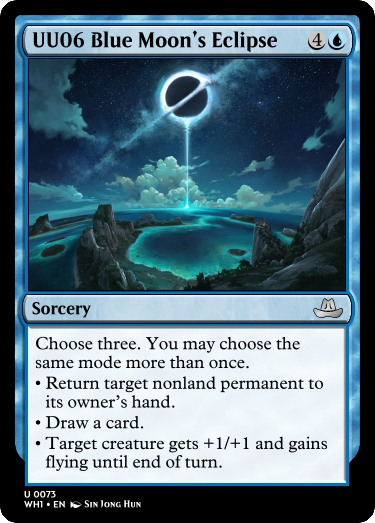 UU06 Blue Moon's Eclipse 4
Sorcery
Choose three. You may choose the
same mode more than once.
• Return target nonland permanent to
its owner's hand.
• Draw a card.
• Target creature gets +1/+1 and gains
flying until end of turn.
U 0073
WH1 • EN Sin Jong Hun